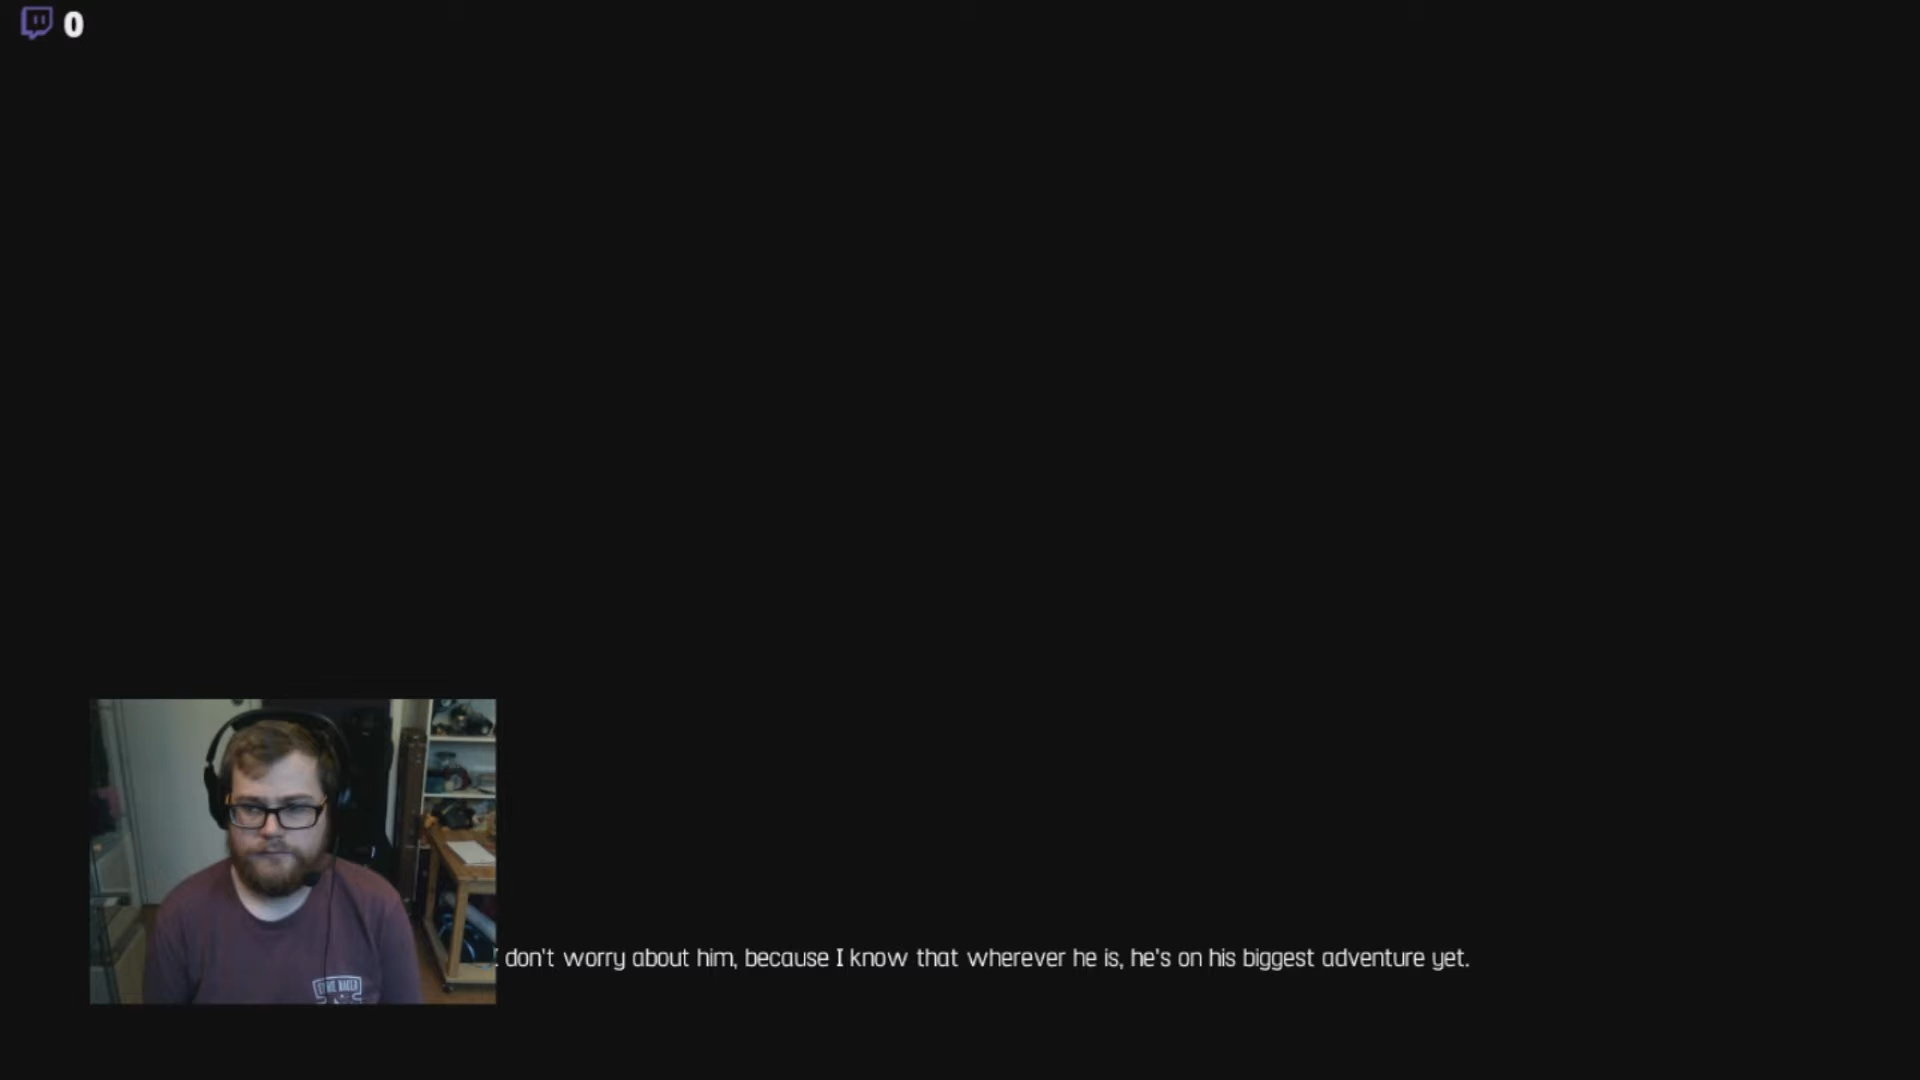 0
I don't worry about him, because I know that wherever he is, he's on his biggest adventure yet.